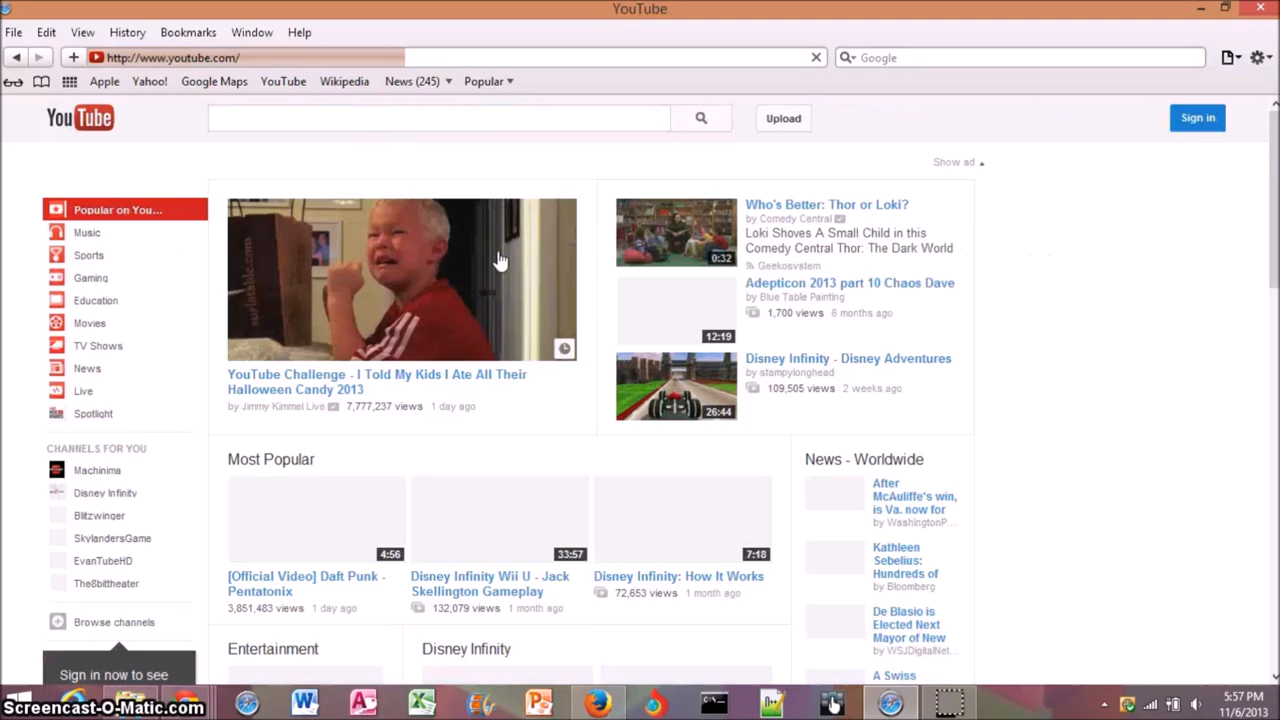 YouTube
File Edit View History Bookmarks Window Help
http://www.youtube.com/
Google
Apple Yahoo! Google Maps YouTube Wikipedia News (245) Popular
YouTube
Upload
Sign in
Show ad
Popular on You...
Music
Sports
Gaming
Education
Movies
TV Shows
News
Live
Spotlight
CHANNELS FOR YOU
Machinima
Disney Infinity
Blitzwinger
SkylandersGame
EvanTubeHD
The8bittheater
Browse channels
Sign in now to see
YouTube Challenge - I Told My Kids I Ate All Their
Halloween Candy 2013
by Jimmy Kimmel Live 7,777,237 views 1 day ago
0:32
Who's Better: Thor or Loki?
by Comedy Central
Loki Shoves A Small Child in this
Comedy Central Thor: The Dark World
Geekosystem
12:19
Adepticon 2013 part 10 Chaos Dave
by Blue Table Painting
1,700 views 6 months ago
26:44
Disney Infinity - Disney Adventures
by stampylonghead
109,505 views 2 weeks ago
Most Popular
4:56
[Official Video] Daft Punk -
Pentatonix
3,851,483 views 1 day ago
33:57
Disney Infinity Wii U - Jack
Skellington Gameplay
132,079 views 1 month ago
7:18
Disney Infinity: How It Works
72,653 views 1 month ago
News - Worldwide
After
McAuliffe's win,
is Va. now for
by WashingtonP...
Kathleen
Sebelius:
Hundreds of
by Bloomberg
De Blasio is
Elected Next
Mayor of New
by WSJDigitalNet...
A Swiss
Entertainment
Disney Infinity
Screencast-O-Matic.com
5:57 PM
11/6/2013